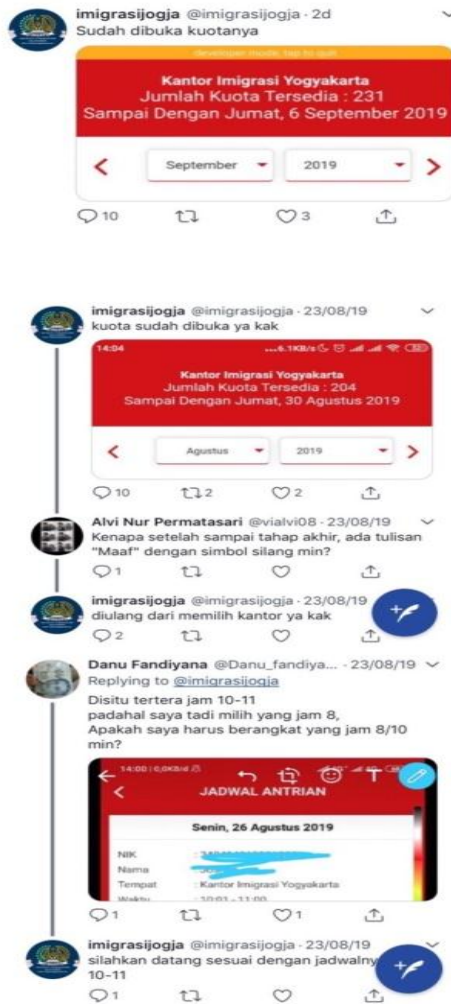 imigrasijogja @imigrasijogja · 2d
Sudah dibuka kuotanya
developer mode, tap to quit
Kantor Imigrasi Yogyakarta
Jumlah Kuota Tersedia : 231
Sampai Dengan Jumat, 6 September 2019
September 2019
10 3
imigrasijogja @imigrasijogja · 23/08/19
kuota sudah dibuka ya kak
14:04 ...6.1KB/s
Kantor Imigrasi Yogyakarta
Jumlah Kuota Tersedia : 204
Sampai Dengan Jumat, 30 Agustus 2019
Agustus 2019
10 2 2
Alvi Nur Permatasari @vialvi08 · 23/08/19
Kenapa setelah sampai tahap akhir, ada tulisan
"Maaf" dengan simbol silang min?
1
imigrasijogja @imigrasijogja · 23/08/19
diulang dari memilih kantor ya kak
2
Danu Fandiyana @Danu_fandiya... · 23/08/19
Replying to @imigrasijogja
Disitu tertera jam 10-11
padahal saya tadi milih yang jam 8,
Apakah saya harus berangkat yang jam 8/10
min?
14:00 | 0,0KB/d
T
JADWAL ANTRIAN
Senin, 26 Agustus 2019
NIK :
Nama :
Tempat : Kantor Imigrasi Yogyakarta
Waktu : 10:01 - 11:00
1 1
imigrasijogja @imigrasijogja · 23/08/19
silahkan datang sesuai dengan jadwalny
10-11
1